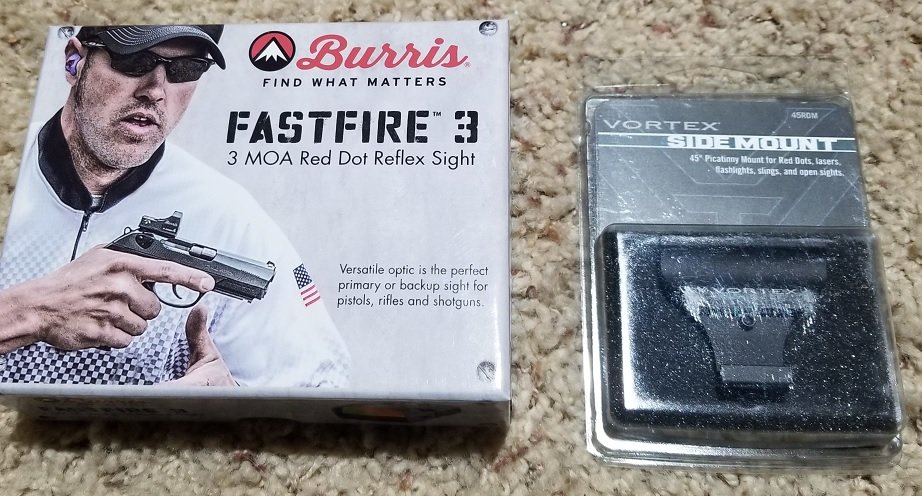 Burris
FIND WHAT MATTERS
FASTFIRE™ 3
3 MOA Red Dot Reflex Sight
Versatile optic is the perfect
primary or backup sight for
pistols, rifles and shotguns.
FASTFIRE 3
45RDM
VORTEX®
SIDE MOUNT
45° Picatinny Mount for Red Dots, lasers,
flashlights, slings, and open sights.
VORTEX